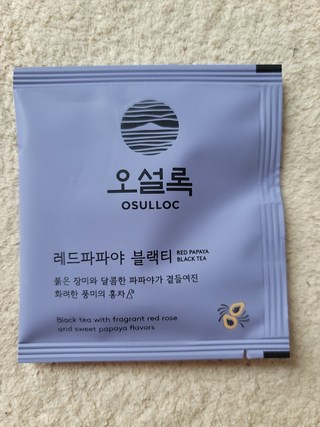 오설록
OSULLOC
레드파파야 블랙티 RED PAPAYA
BLACK TEA
붉은 장미와 달콤한 파파야가 곁들여진
화려한 풍미의 홍차
Black tea with fragrant red rose
and sweet papaya flavors